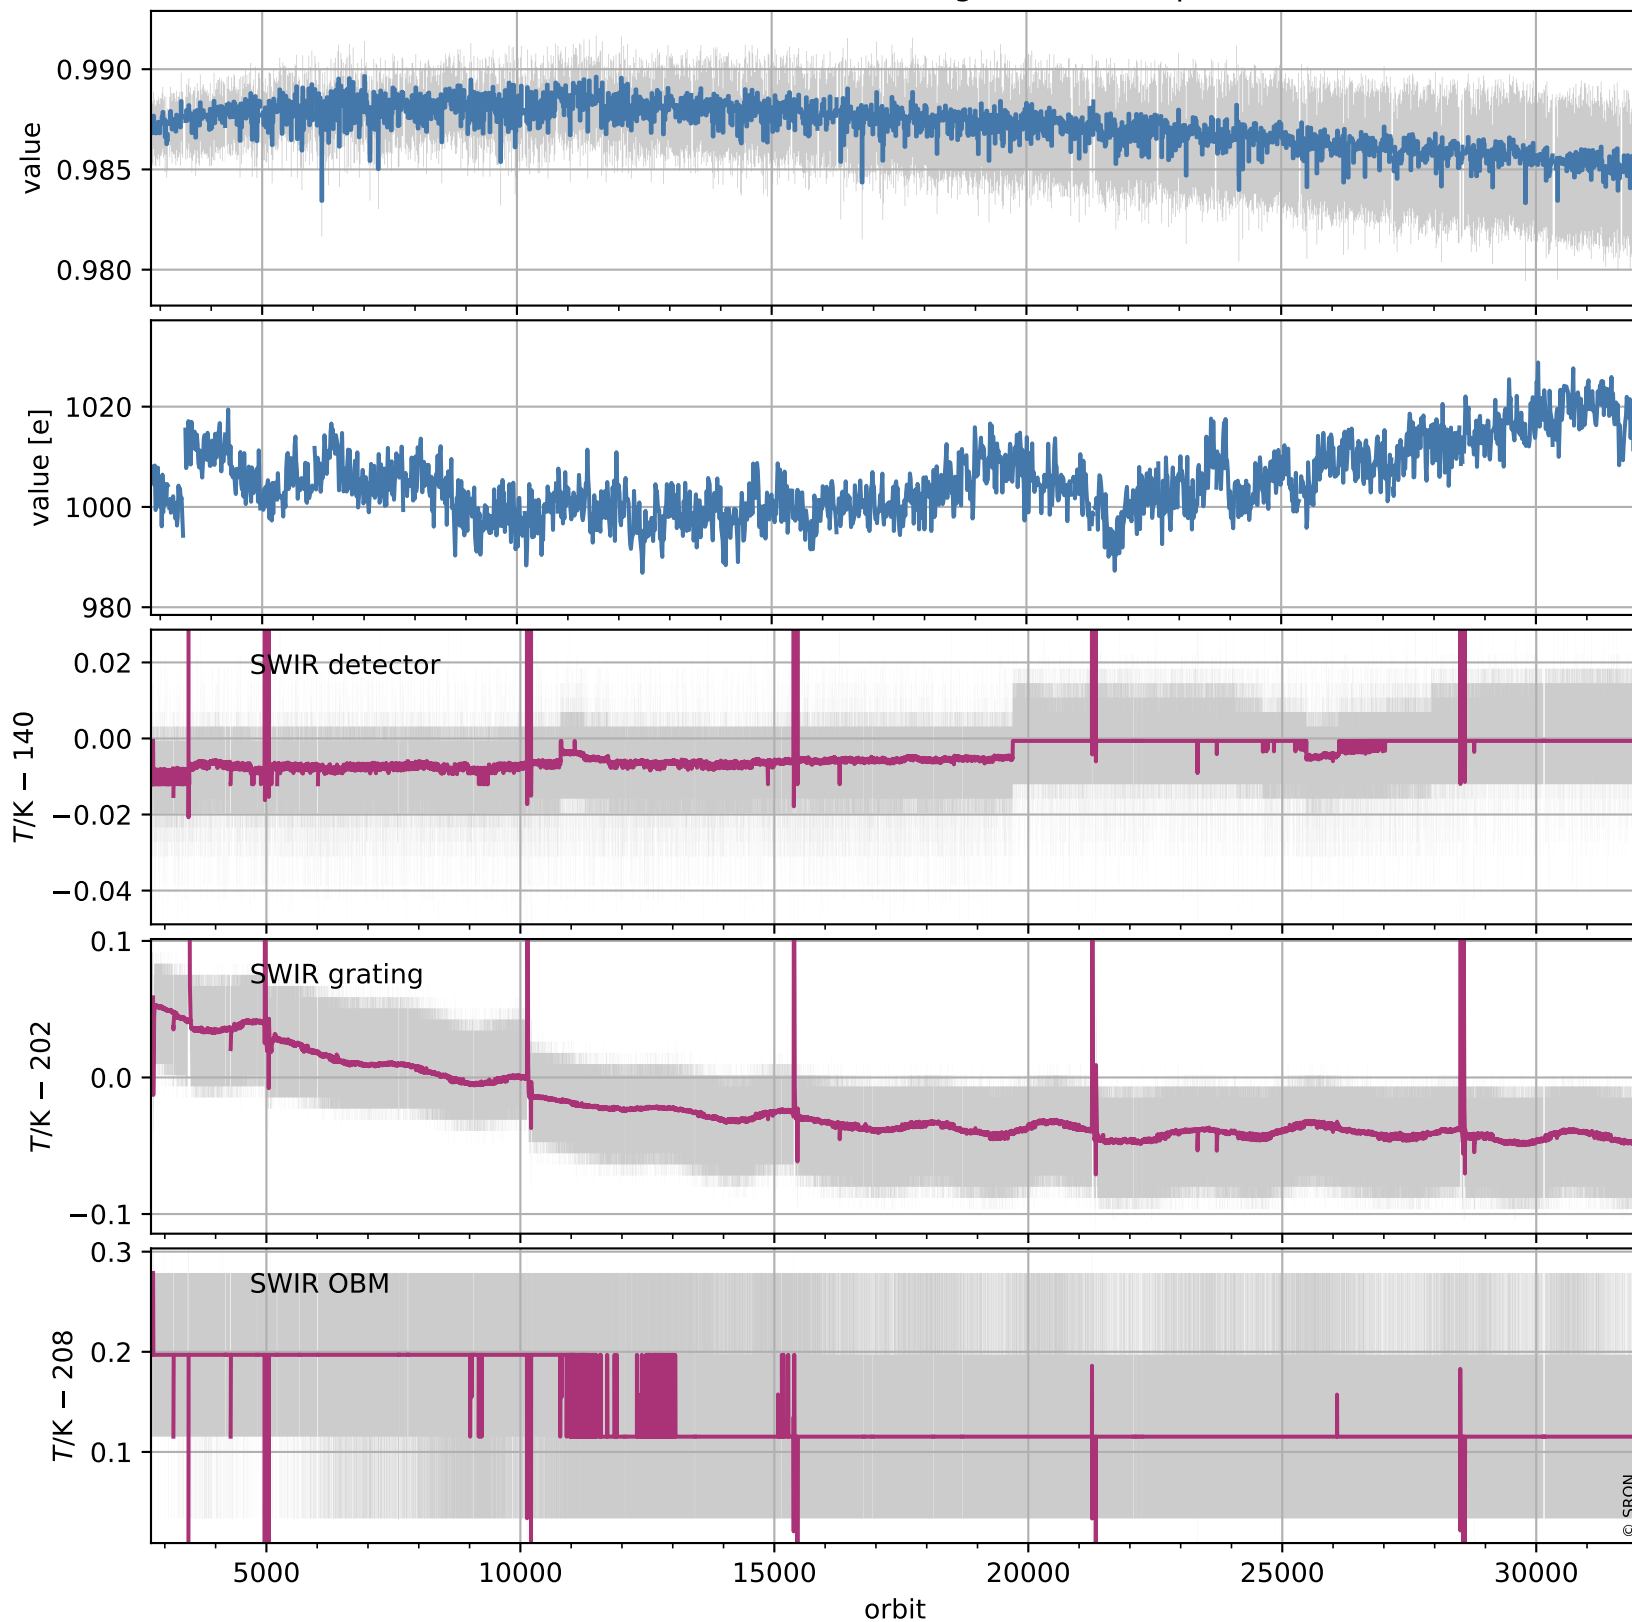 0.990
0.985
0.980
value
1020
1000
980
value [e]
SWIR detector
0.02
0.00
−0.02
−0.04
T/K − 140
SWIR grating
0.1
0.0
−0.1
T/K − 202
SWIR OBM
0.3
0.2
0.1
T/K − 208
© SRON
5000 10000 15000 20000 25000 30000
orbit